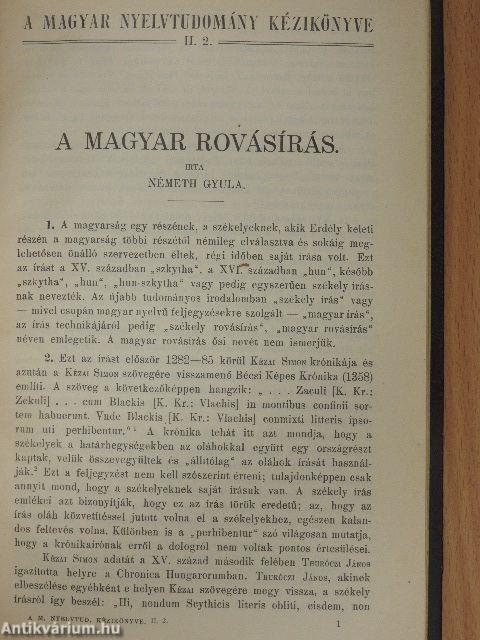 A MAGYAR NYELVTUDOMÁNY KÉZIKÖNYVE
II. 2.
A MAGYAR ROVÁSÍRÁS.
IRTA
NÉMETH GYULA.
1. A magyarság egy részének, a székelyeknek, akik Erdély keleti
részén a magyarság többi részétől némileg elválasztva és sokáig meg-
lehetősen önálló szervezetben éltek, régi időben saját írása volt. Ezt
az írást a XV. században „szkytha“, a XVI. században „hun“, később
„szkytha“, „hun“, „hun-szkytha“ vagy pedig egyszerűen székely írás-
nak nevezték. Az újabb tudományos irodalomban „székely írás“ vagy
— mivel csupán magyar nyelvű feljegyzésekre szolgált — „magyar írás“,
az írás technikájáról pedig „székely rovásírás“, „magyar rovásírás“
néven emlegetik. A magyar rovásírás ősi nevét nem ismerjük.
2. Ezt az írást először 1282—85 körül KÉZAI SIMON krónikája és
azután a KÉZAI SIMON szövegére visszamenő Bécsi Képes Krónika (1358)
említi. A szöveg a következőképpen hangzik: „ . . . Zaculi [K. Kr.:
Zekuli] . . . cum Blackis [K. Kr.: Vlachis] in montibus confinii sor-
tem habuerunt. Vnde Blackis [K. Kr.: Vlachis] conmixti litteris ipso-
rum uti perhibentur.“¹ A krónika tehát itt azt mondja, hogy a
székelyek a határhegységekben az oláhokkal együtt egy országrészt
kaptak, velük összevegyültek és „állítólag“ az oláhok írását használ-
ják.² Ezt a feljegyzést nem kell szószerint érteni; tulajdonképpen csak
annyit mond, hogy a székelyeknek saját írásuk van. A székely írás
emlékei azt bizonyítják, hogy ez az írás török eredetű; az, hogy az
írás oláh közvetítéssel jutott volna el a székelyekhez, egészen kalan-
dos feltevés volna. Különben is a „perhibentur“ szó világosan mutatja,
hogy a krónikaírónak erről a dologról nem voltak pontos értesülései.
KÉZAI SIMON adatát a XV. század második felében THURÓCZI JÁNOS
igazította helyre a Chronica Hungarorumban. THURÓCZI JÁNOS, akinek
elbeszélése egyébként e helyen KÉZAI szövegére megy vissza, a székely
írásról így beszél: „Hi, nondum Scythicis literis obliti, eisdem, non
A M. NYELVTUD. KÉZIKÖNYVE, II. 2.
1
Antikvárium.hu